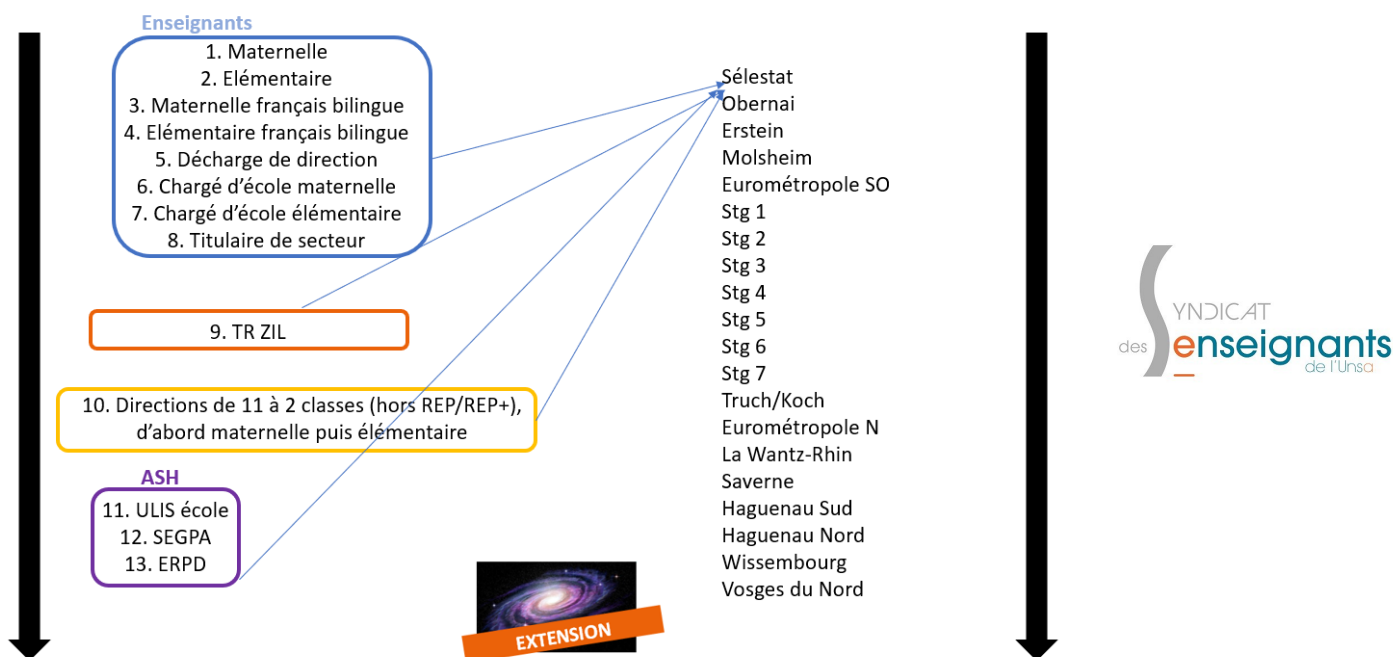 Enseignants
1. Maternelle
2. Elémentaire
3. Maternelle français bilingue
4. Elémentaire français bilingue
5. Décharge de direction
6. Chargé d'école maternelle
7. Chargé d'école élémentaire
8. Titulaire de secteur
9. TR ZIL
10. Directions de 11 à 2 classes (hors REP/REP+),
d'abord maternelle puis élémentaire
ASH
11. ULIS école
12. SEGPA
13. ERPD
EXTENSION
Sélestat
Obernai
Erstein
Molsheim
Eurométropole SO
Stg 1
Stg 2
Stg 3
Stg 4
Stg 5
Stg 6
Stg 7
Truch/Koch
Eurométropole N
La Wantz-Rhin
Saverne
Haguenau Sud
Haguenau Nord
Wissembourg
Vosges du Nord
SYNDICAT
des enseignants
de l'Unsa